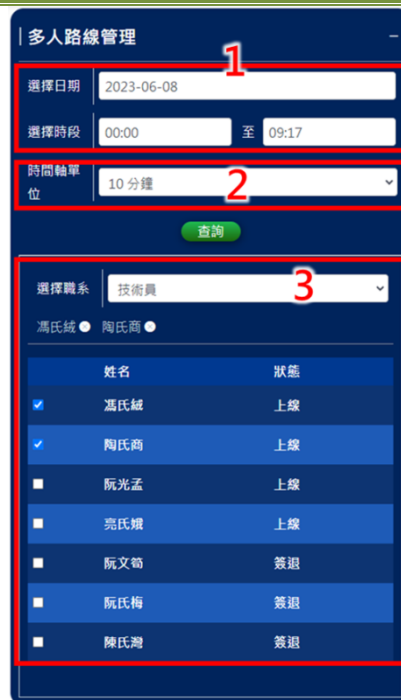 多人路線管理 -
1
選擇日期 2023-06-08
選擇時段 00:00 至 09:17
時間軸單位 10 分鐘
2
查詢
選擇職系 技術員
3
馮氏絨 陶氏商
姓名 狀態
馮氏絨 上線
陶氏商 上線
阮光孟 上線
亮氏娥 上線
阮文筍 簽退
阮氏梅 簽退
陳氏灣 簽退